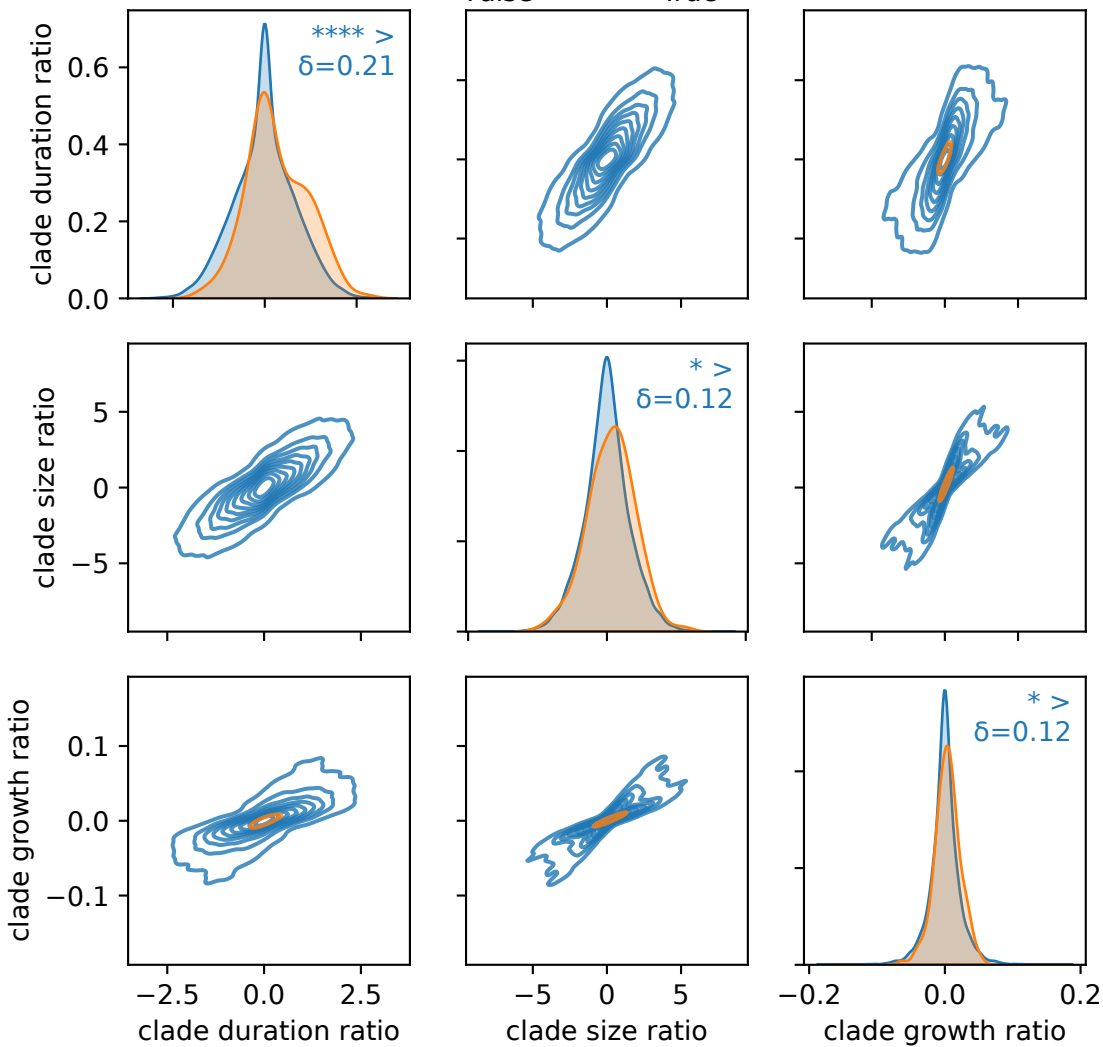 clade duration ratio
0.6
0.4
0.2
0.0
**** >
δ=0.21
clade size ratio
5
0
−5
* >
δ=0.12
clade growth ratio
0.1
0.0
−0.1
* >
δ=0.12
−2.5 0.0 2.5
−5 0 5
−0.2 0.0 0.2
clade duration ratio
clade size ratio
clade growth ratio